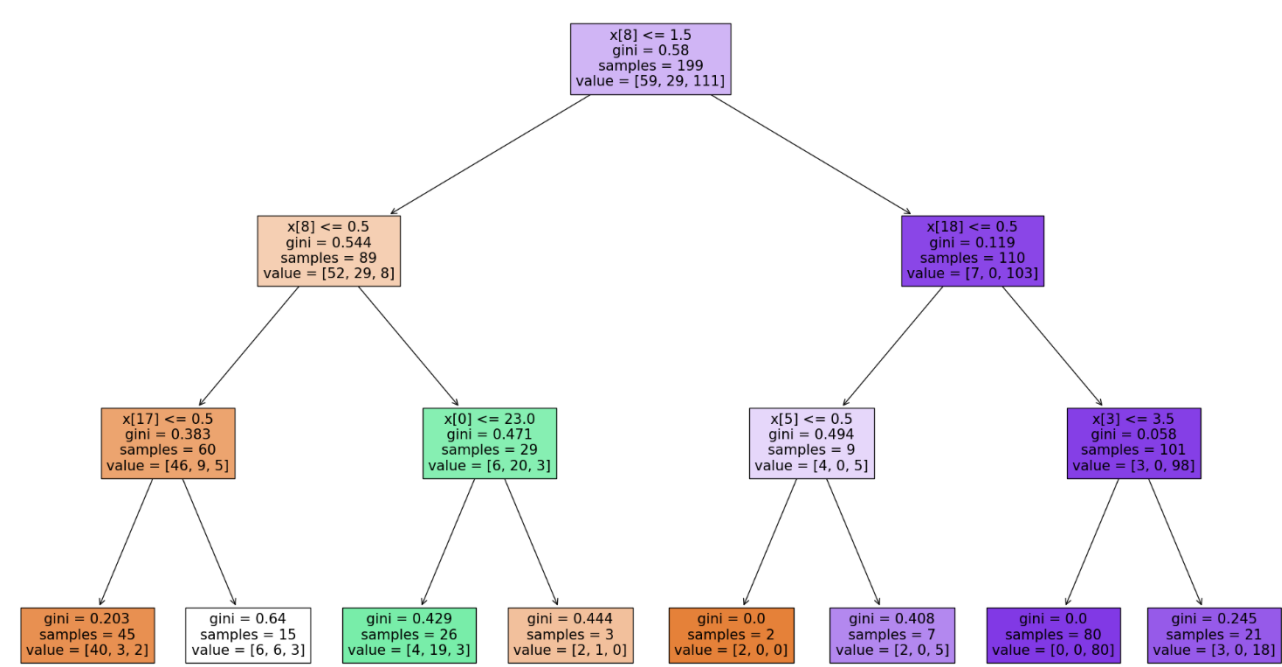 x[8] <= 1.5
gini = 0.58
samples = 199
value = [59, 29, 111]
x[8] <= 0.5
gini = 0.544
samples = 89
value = [52, 29, 8]
x[18] <= 0.5
gini = 0.119
samples = 110
value = [7, 0, 103]
x[17] <= 0.5
gini = 0.383
samples = 60
value = [46, 9, 5]
x[0] <= 23.0
gini = 0.471
samples = 29
value = [6, 20, 3]
x[5] <= 0.5
gini = 0.494
samples = 9
value = [4, 0, 5]
x[3] <= 3.5
gini = 0.058
samples = 101
value = [3, 0, 98]
gini = 0.203
samples = 45
value = [40, 3, 2]
gini = 0.64
samples = 15
value = [6, 6, 3]
gini = 0.429
samples = 26
value = [4, 19, 3]
gini = 0.444
samples = 3
value = [2, 1, 0]
gini = 0.0
samples = 2
value = [2, 0, 0]
gini = 0.408
samples = 7
value = [2, 0, 5]
gini = 0.0
samples = 80
value = [0, 0, 80]
gini = 0.245
samples = 21
value = [3, 0, 18]